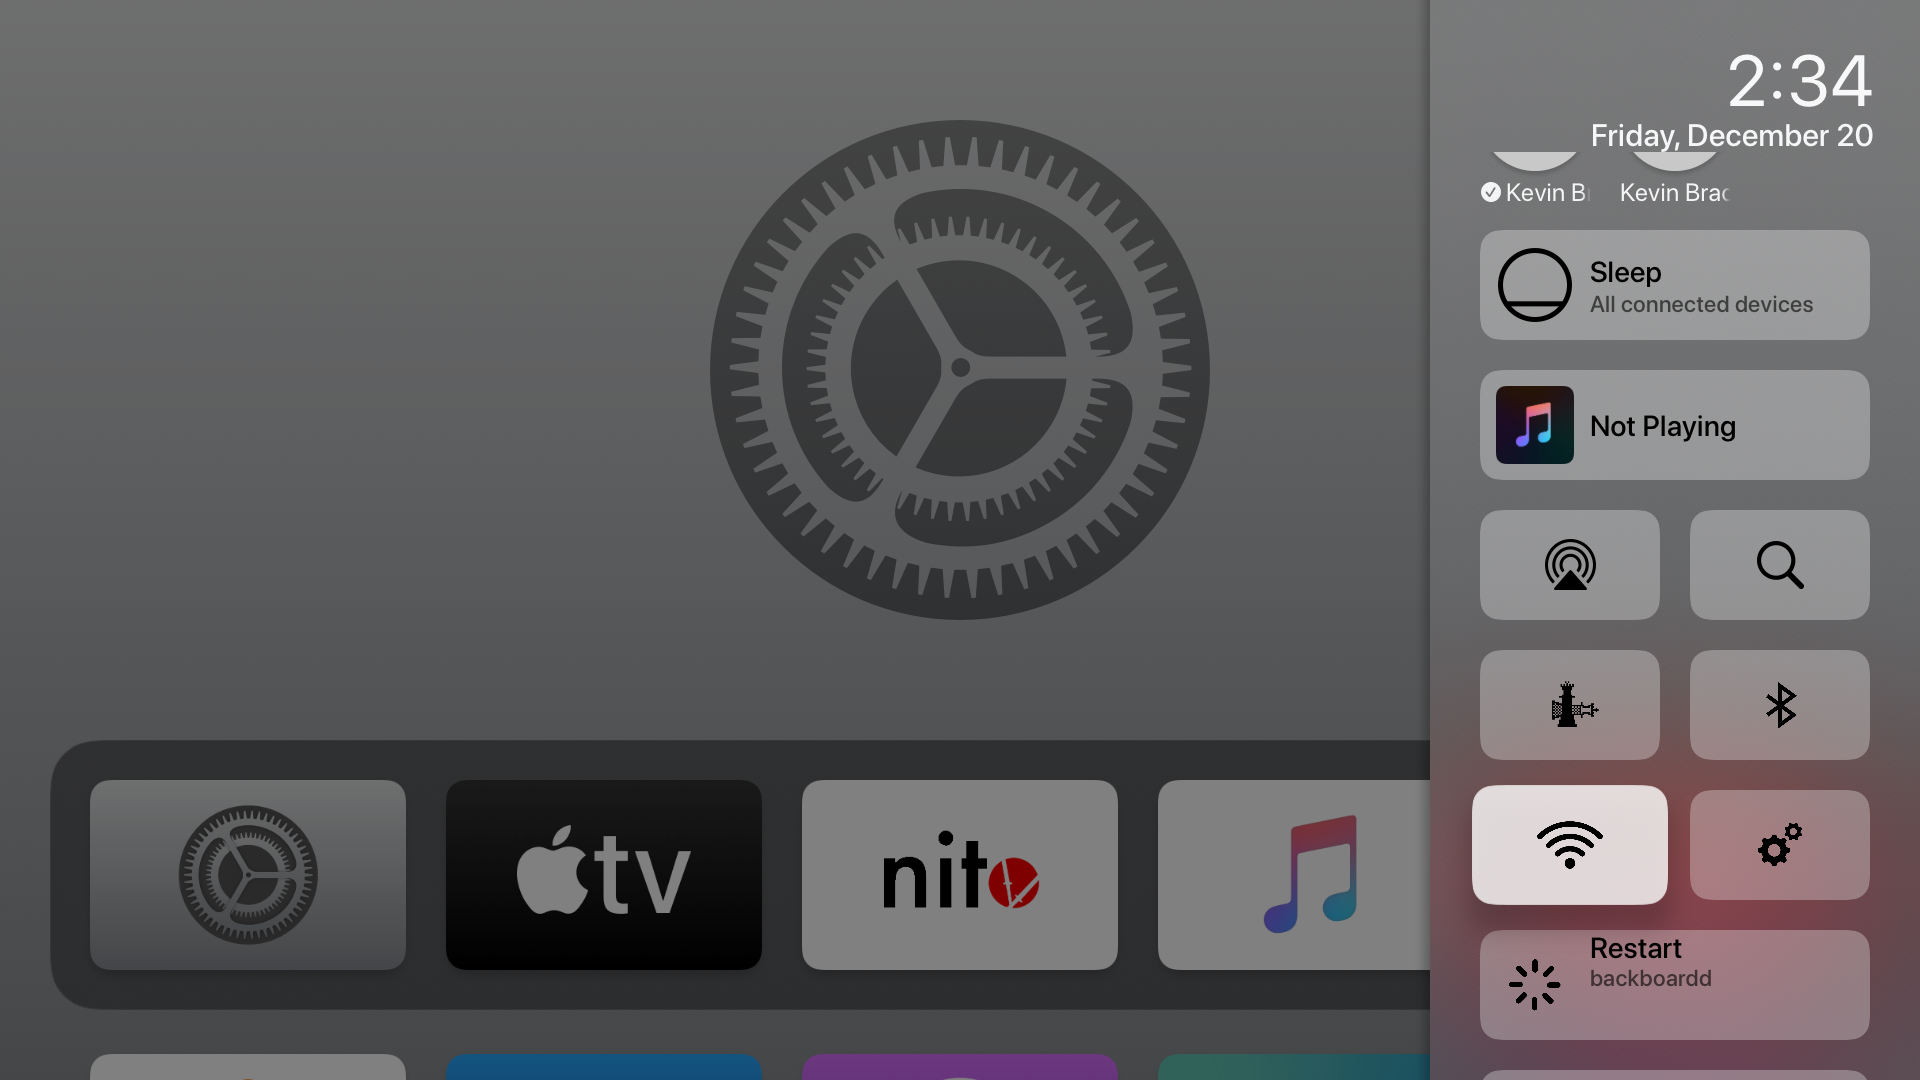 2:34
Friday, December 20
Kevin B
Kevin Brac
Sleep
All connected devices
Not Playing
tv
nito
Restart
backboardd